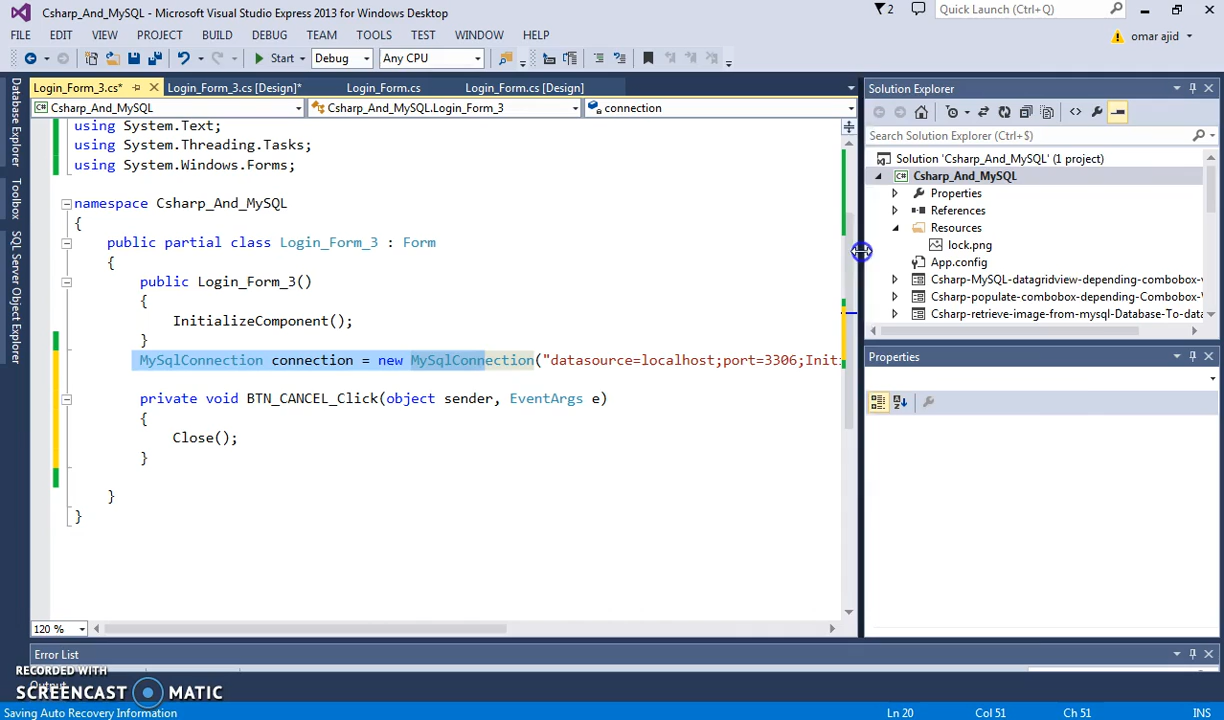 Csharp_And_MySQL - Microsoft Visual Studio Express 2013 for Windows Desktop
2
Quick Launch (Ctrl+Q)
FILE EDIT VIEW PROJECT BUILD DEBUG TEAM TOOLS TEST WINDOW HELP
omar ajid
Start Debug Any CPU
Login_Form_3.cs* Login_Form_3.cs [Design]* Login_Form.cs Login_Form.cs [Design]
Csharp_And_MySQL Csharp_And_MySQL.Login_Form_3 connection
Database Explorer
Toolbox
SQL Server Object Explorer
using System.Text;
using System.Threading.Tasks;
using System.Windows.Forms;
namespace Csharp_And_MySQL
{
public partial class Login_Form_3 : Form
{
public Login_Form_3()
{
InitializeComponent();
}
MySqlConnection connection = new MySqlConnection("datasource=localhost;port=3306;Initi
private void BTN_CANCEL_Click(object sender, EventArgs e)
{
Close();
}
}
}
120 %
Solution Explorer
Search Solution Explorer (Ctrl+$)
Solution 'Csharp_And_MySQL' (1 project)
Csharp_And_MySQL
Properties
References
Resources
lock.png
App.config
Csharp-MySQL-datagridview-depending-combobox-v
Csharp-populate-combobox-depending-Combobox-V
Csharp-retrieve-image-from-mysql-Database-To-data
Properties
Error List
Output
RECORDED WITH
SCREENCAST MATIC
Saving Auto Recovery Information
Ln 20 Col 51 Ch 51 INS